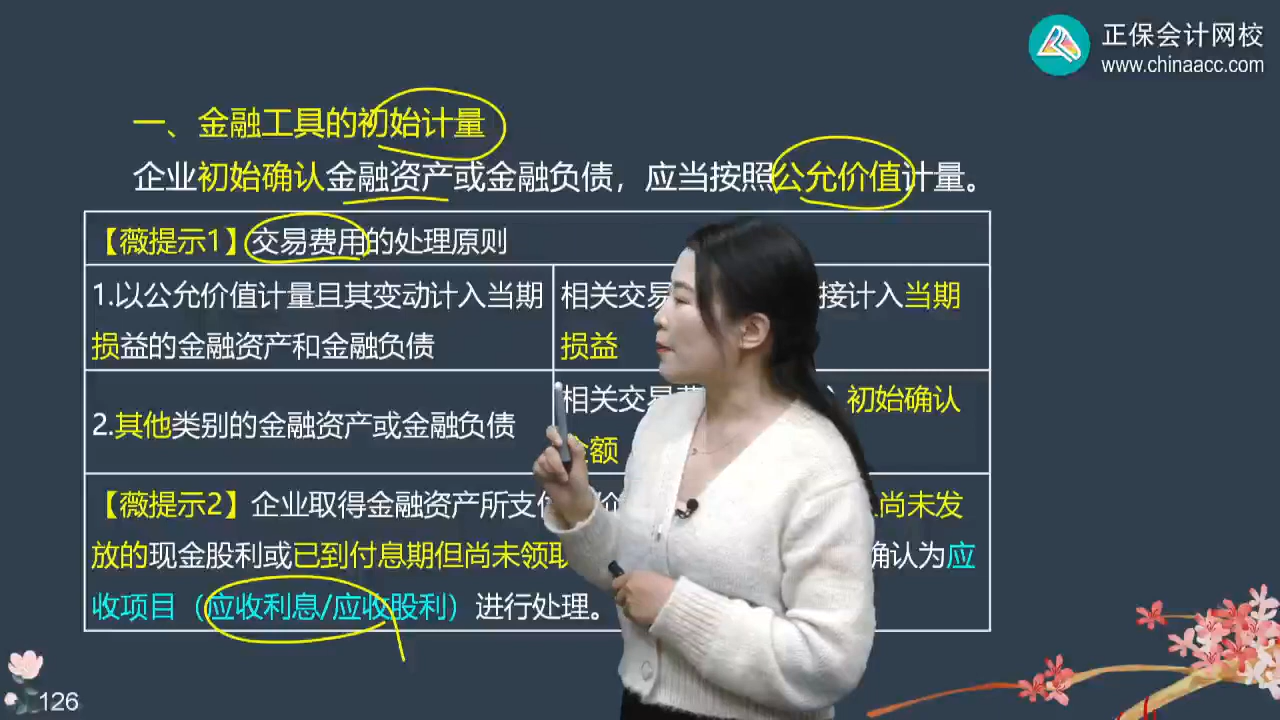 正保会计网校
www.chinaacc.com
一、金融工具的初始计量
企业初始确认金融资产或金融负债，应当按照公允价值计量。
【薇提示1】交易费用的处理原则
1.以公允价值计量且其变动计入当期
损益的金融资产和金融负债
相关交易 接计入当期
损益
2.其他类别的金融资产或金融负债
相关交易 初始确认
额
【薇提示2】企业取得金融资产所支 尚未发
放的现金股利或已到付息期但尚未领 确认为应
收项目（应收利息/应收股利）进行处理。
126